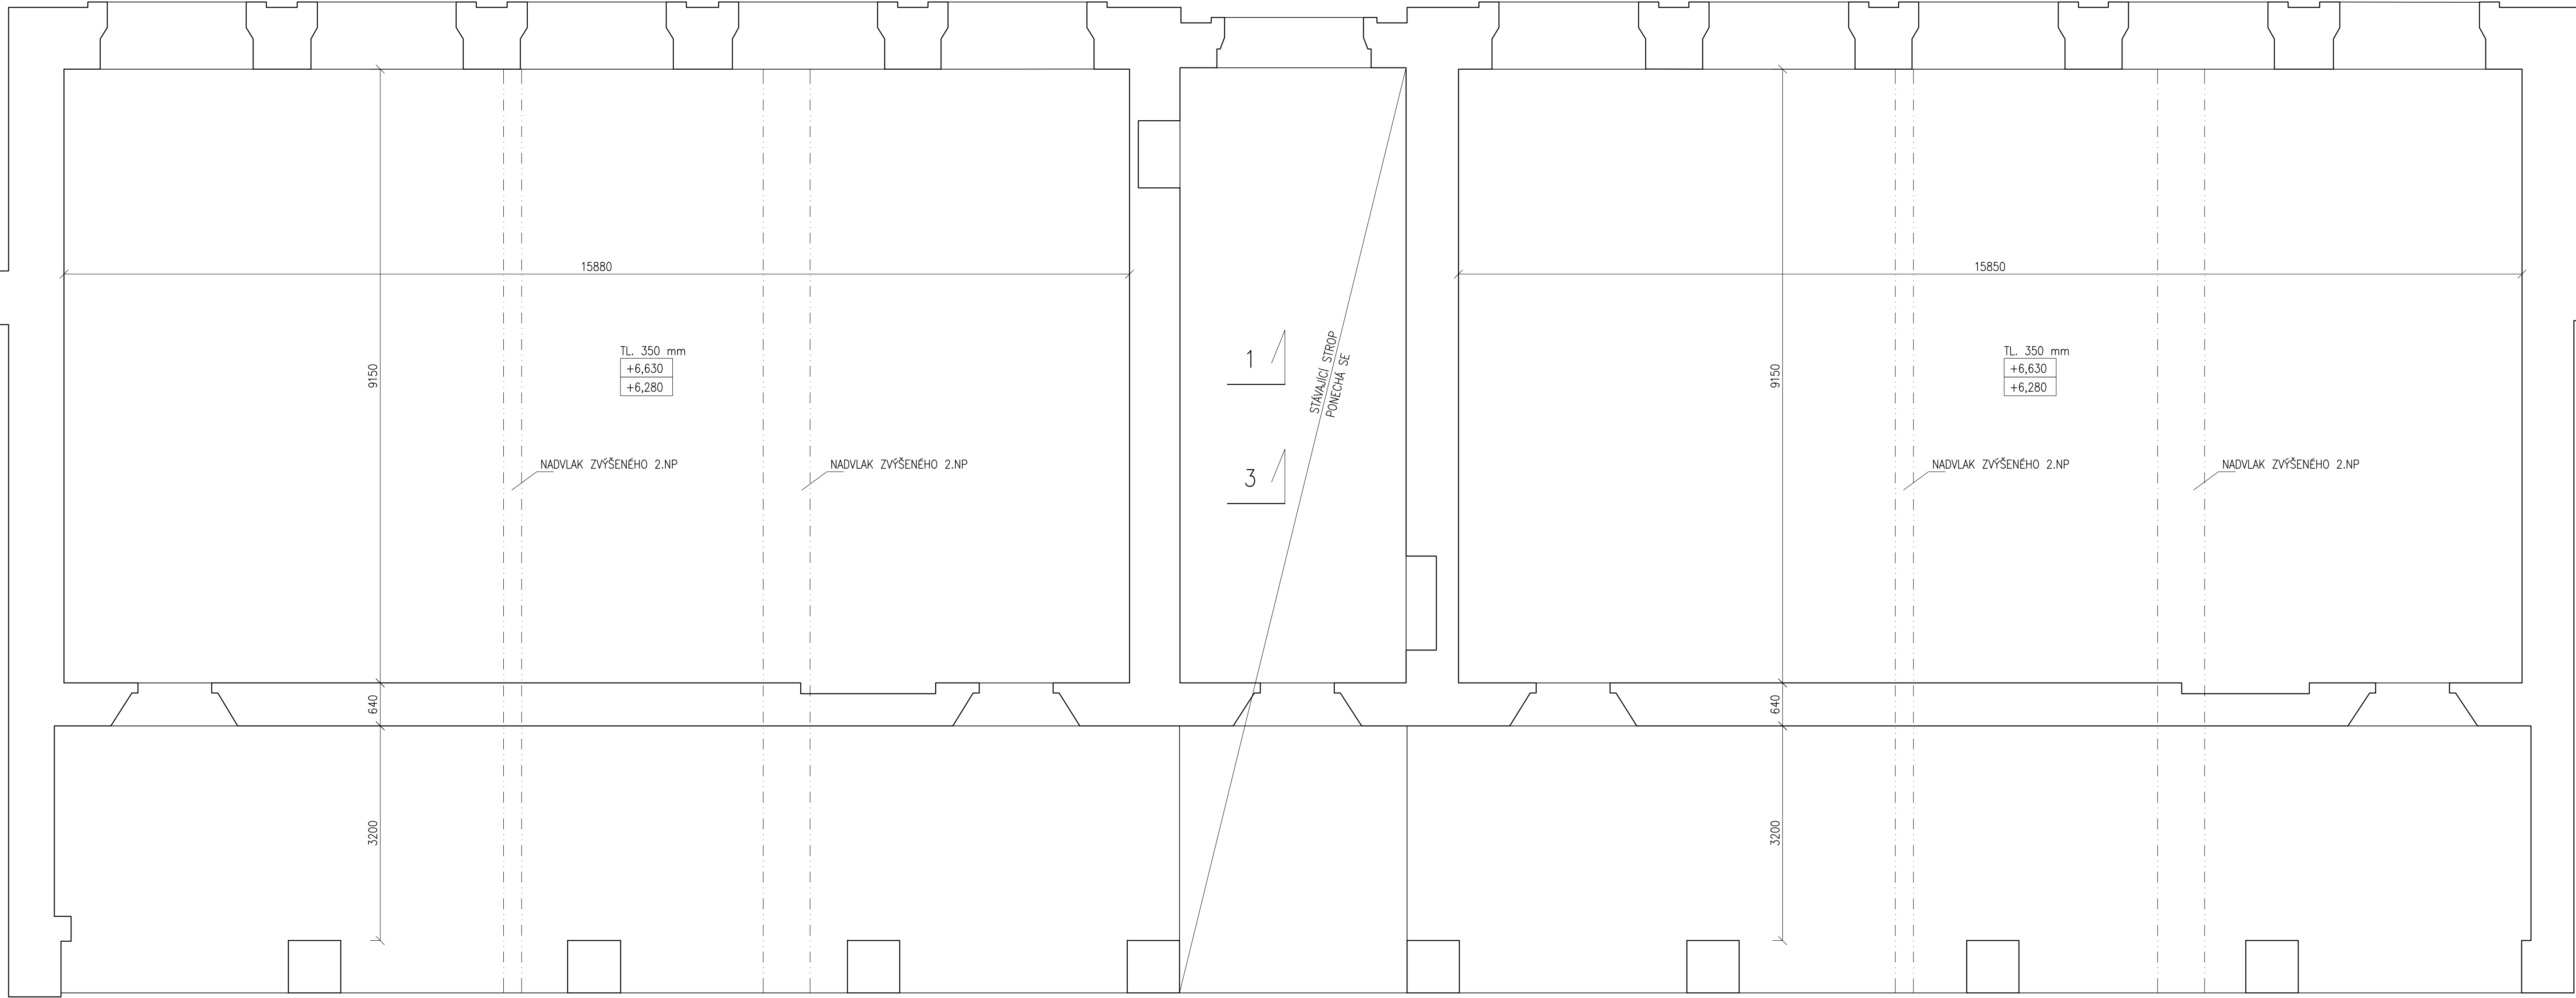 15880
15850
TL. 350 mm
+6,630
+6,280
9150
1
STÁVAJÍCÍ STROP
PONECHÁ SE
9150
TL. 350 mm
+6,630
+6,280
NADVLAK ZVÝŠENÉHO 2.NP
NADVLAK ZVÝŠENÉHO 2.NP
3
NADVLAK ZVÝŠENÉHO 2.NP
NADVLAK ZVÝŠENÉHO 2.NP
640
640
3200
3200